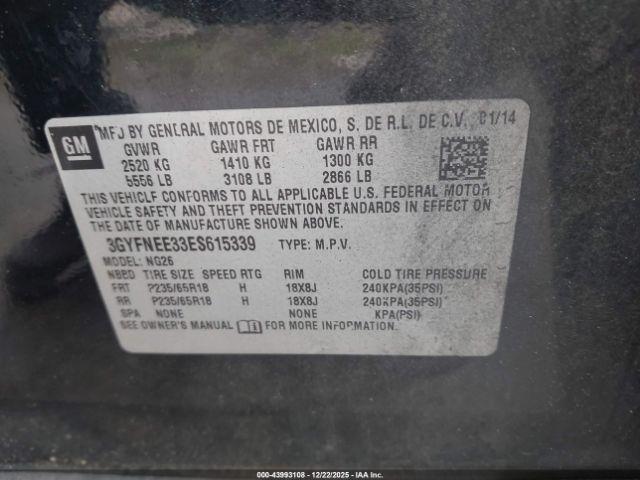 GM
MFD BY GENERAL MOTORS DE MEXICO, S. DE R.L. DE C.V. 01/14
GVWR GAWR FRT GAWR RR
2520 KG 1410 KG 1300 KG
5556 LB 3108 LB 2866 LB
THIS VEHICLE CONFORMS TO ALL APPLICABLE U.S. FEDERAL MOTOR
VEHICLE SAFETY AND THEFT PREVENTION STANDARDS IN EFFECT ON THE
DATE OF MANUFACTURE SHOWN ABOVE.
3GYFNEE33ES615339 TYPE: M.P.V.
MODEL: NG26
NBED TIRE SIZE SPEED RTG RIM COLD TIRE PRESSURE
FRT P235/65R18 H 18X8J 240KPA(35PSI)
RR P235/65R18 H 18X8J 240KPA(35PSI)
SPA NONE NONE KPA(PSI)
SEE OWNER'S MANUAL FOR MORE INFORMATION.
000-43993108 - 12/22/2025 - IAAI.com